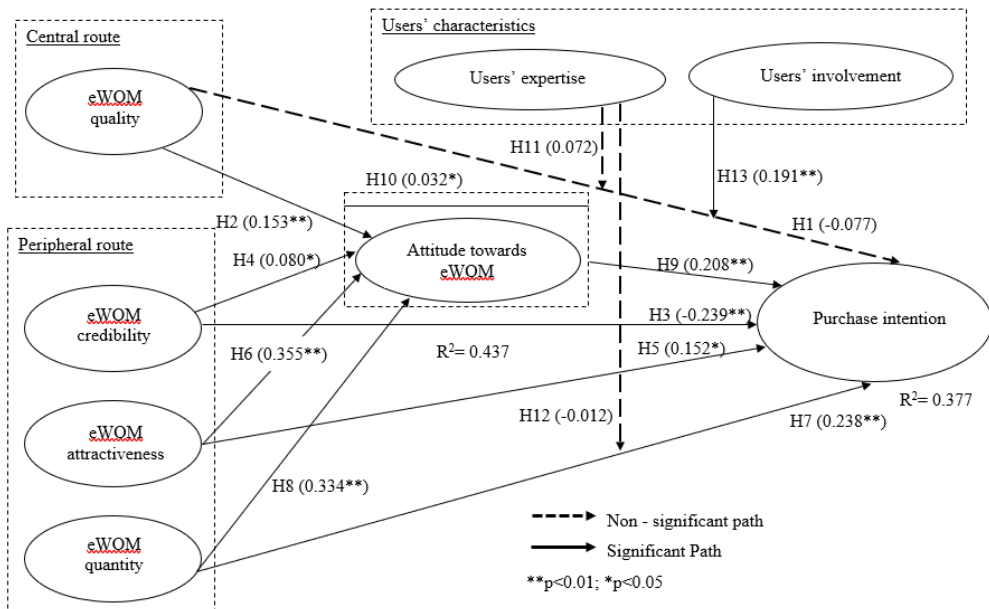 Central route
eWOM
quality
Users' characteristics
Users' expertise
Users' involvement
H11 (0.072)
H10 (0.032*)
H13 (0.191**)
H2 (0.153**)
H1 (-0.077)
Peripheral route
H4 (0.080*)
Attitude towards
eWOM
H9 (0.208**)
eWOM
credibility
H3 (-0.239**)
Purchase intention
H6 (0.355**)
R2= 0.437
H5 (0.152*)
R2= 0.377
eWOM
attractiveness
H12 (-0.012)
H7 (0.238**)
H8 (0.334**)
eWOM
quantity
Non - significant path
Significant Path
**p<0.01; *p<0.05